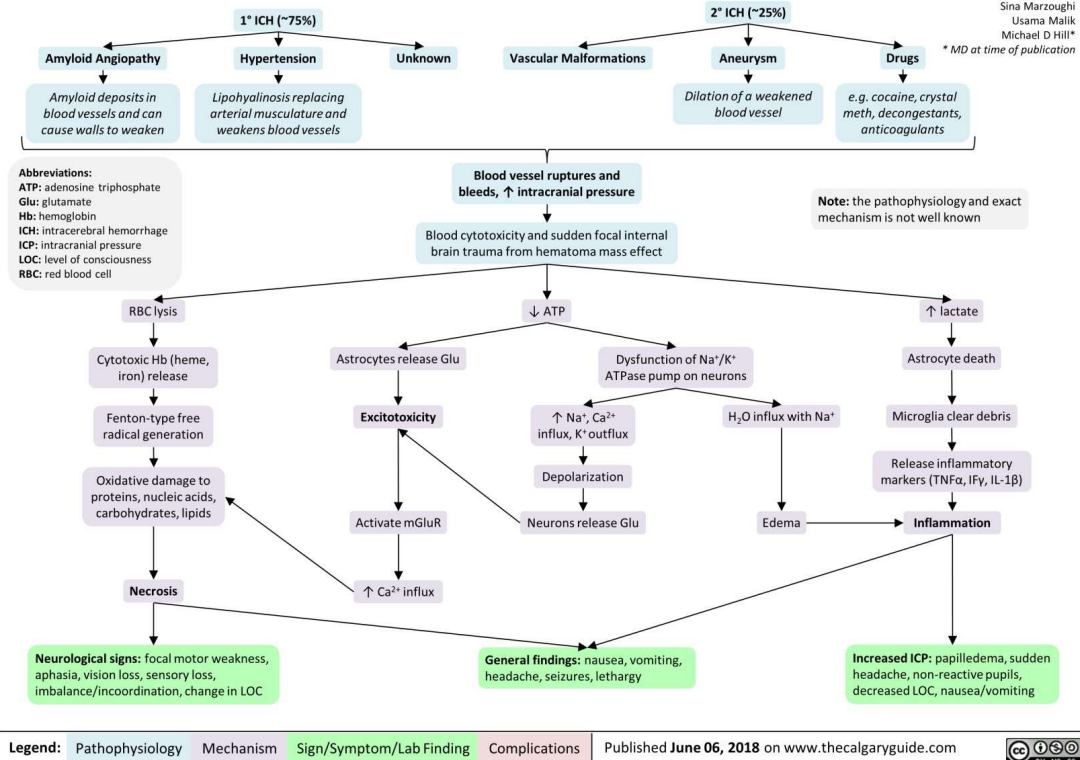 Sina Marzoughi
Usama Malik
Michael D Hill*
* MD at time of publication
1° ICH (~75%)
2° ICH (~25%)
Amyloid Angiopathy
Hypertension
Unknown
Vascular Malformations
Aneurysm
Drugs
Amyloid deposits in
blood vessels and can
cause walls to weaken
Lipohyalinosis replacing
arterial musculature and
weakens blood vessels
Dilation of a weakened
blood vessel
e.g. cocaine, crystal
meth, decongestants,
anticoagulants
Abbreviations:
ATP: adenosine triphosphate
Glu: glutamate
Hb: hemoglobin
ICH: intracerebral hemorrhage
ICP: intracranial pressure
LOC: level of consciousness
RBC: red blood cell
Blood vessel ruptures and
bleeds, ↑ intracranial pressure
Note: the pathophysiology and exact
mechanism is not well known
Blood cytotoxicity and sudden focal internal
brain trauma from hematoma mass effect
RBC lysis
↓ ATP
↑ lactate
Cytotoxic Hb (heme,
iron) release
Astrocytes release Glu
Dysfunction of Na⁺/K⁺
ATPase pump on neurons
Astrocyte death
Fenton-type free
radical generation
Excitotoxicity
↑ Na⁺, Ca²⁺
influx, K⁺ outflux
H₂O influx with Na⁺
Microglia clear debris
Oxidative damage to
proteins, nucleic acids,
carbohydrates, lipids
Depolarization
Release inflammatory
markers (TNFα, IFγ, IL-1β)
Activate mGluR
Neurons release Glu
Edema
Inflammation
Necrosis
↑ Ca²⁺ influx
Neurological signs: focal motor weakness,
aphasia, vision loss, sensory loss,
imbalance/incoordination, change in LOC
General findings: nausea, vomiting,
headache, seizures, lethargy
Increased ICP: papilledema, sudden
headache, non-reactive pupils,
decreased LOC, nausea/vomiting
Legend: Pathophysiology Mechanism Sign/Symptom/Lab Finding Complications Published June 06, 2018 on www.thecalgaryguide.com
cc